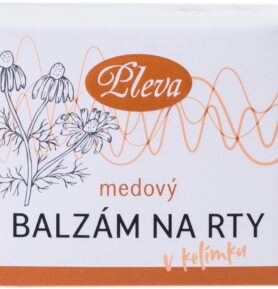 Pleva
medový
BALZÁM NA RTY
v kelímku